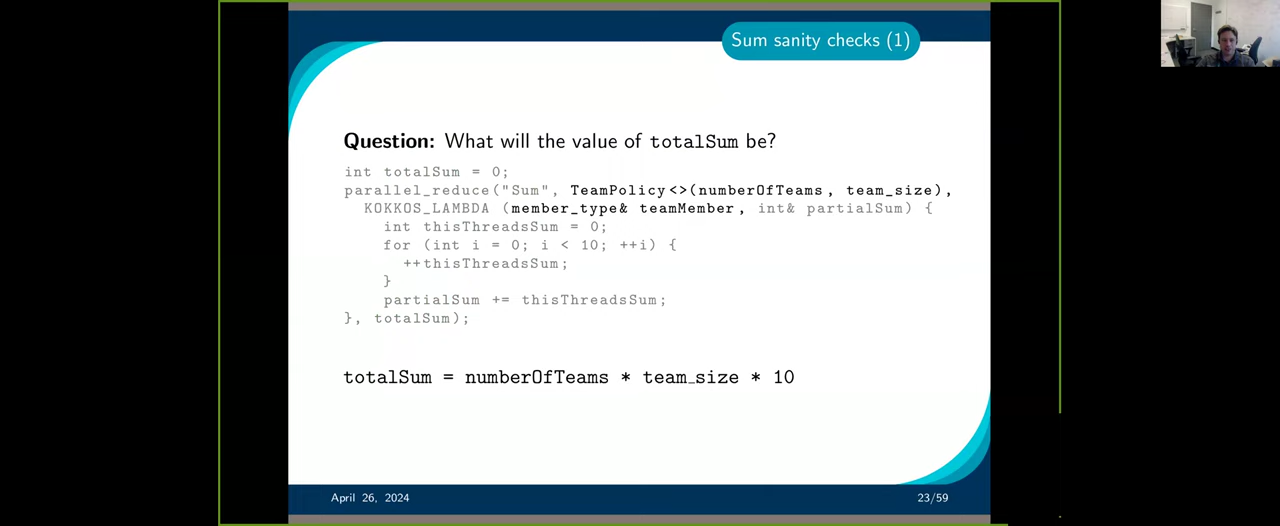 Sum sanity checks (1)
Question: What will the value of totalSum be?
int totalSum = 0;
parallel_reduce("Sum", TeamPolicy<>(numberOfTeams, team_size),
KOKKOS_LAMBDA (member_type& teamMember, int& partialSum) {
int thisThreadsSum = 0;
for (int i = 0; i < 10; ++i) {
++thisThreadsSum;
}
partialSum += thisThreadsSum;
}, totalSum);
totalSum = numberOfTeams * team_size * 10
April 26, 2024
23/59